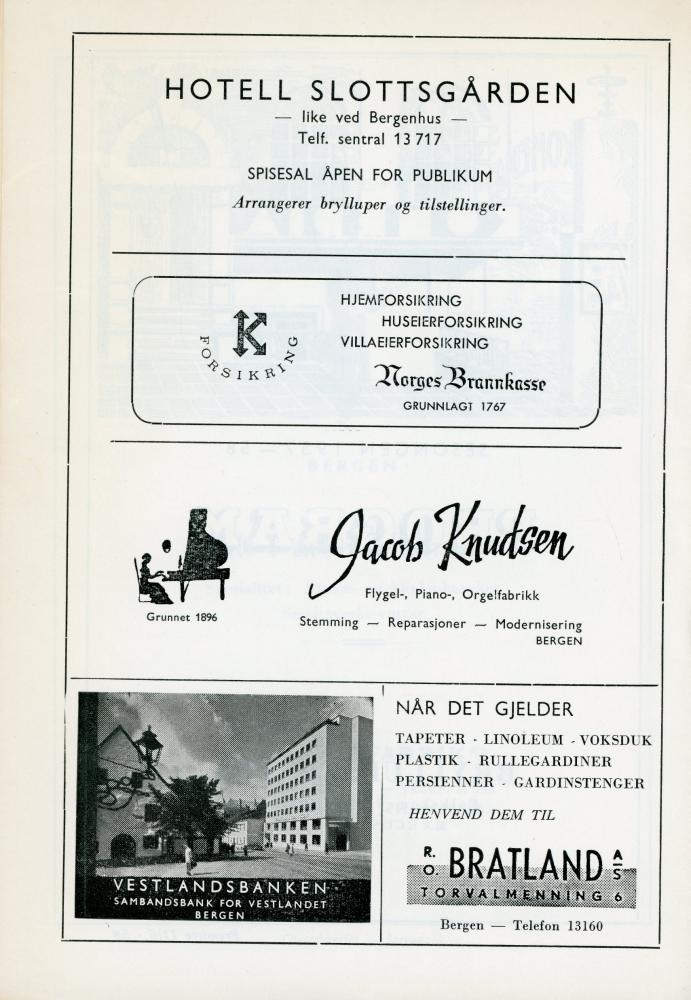 HOTELL SLOTTSGÅRDEN
— like ved Bergenhus —
Telf. sentral 13 717
SPISESAL ÅPEN FOR PUBLIKUM
Arrangerer brylluper og tilstellinger.
K
FORSIKRING
HJEMFORSIKRING
HUSEIERFORSIKRING
VILLAEIERFORSIKRING
Norges Brannkasse
GRUNNLAGT 1767
Grunnet 1896
Jacob Knudsen
Flygel-, Piano-, Orgelfabrikk
Stemming — Reparasjoner — Modernisering
BERGEN
VESTLANDSBANKEN
SAMBANDSBANK FOR VESTLANDET
BERGEN
NÅR DET GJELDER
TAPETER - LINOLEUM - VOKSDUK
PLASTIK - RULLEGARDINER
PERSIENNER - GARDINSTENGER
HENVEND DEM TIL
R. O. BRATLAND A/S
TORVALMENNING 6
Bergen — Telefon 13160